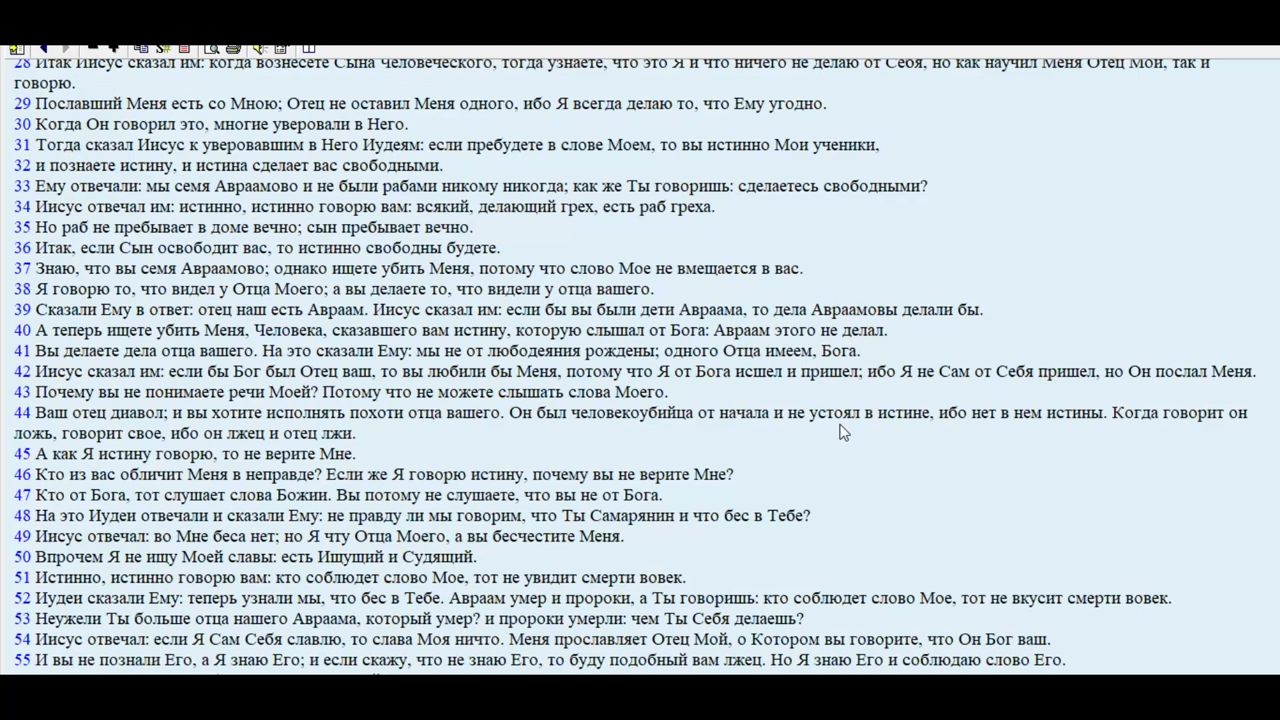 28 Итак Иисус сказал им: когда вознесете Сына Человеческого, тогда узнаете, что это Я и что ничего не делаю от Себя, но как научил Меня Отец Мой, так и
говорю.
29 Пославший Меня есть со Мною; Отец не оставил Меня одного, ибо Я всегда делаю то, что Ему угодно.
30 Когда Он говорил это, многие уверовали в Него.
31 Тогда сказал Иисус к уверовавшим в Него Иудеям: если пребудете в слове Моем, то вы истинно Мои ученики,
32 и познаете истину, и истина сделает вас свободными.
33 Ему отвечали: мы семя Авраамово и не были рабами никому никогда; как же Ты говоришь: сделаетесь свободными?
34 Иисус отвечал им: истинно, истинно говорю вам: всякий, делающий грех, есть раб греха.
35 Но раб не пребывает в доме вечно; сын пребывает вечно.
36 Итак, если Сын освободит вас, то истинно свободны будете.
37 Знаю, что вы семя Авраамово; однако ищете убить Меня, потому что слово Мое не вмещается в вас.
38 Я говорю то, что видел у Отца Моего; а вы делаете то, что видели у отца вашего.
39 Сказали Ему в ответ: отец наш есть Авраам. Иисус сказал им: если бы вы были дети Авраама, то дела Авраамовы делали бы.
40 А теперь ищете убить Меня, Человека, сказавшего вам истину, которую слышал от Бога: Авраам этого не делал.
41 Вы делаете дела отца вашего. На это сказали Ему: мы не от любодеяния рождены; одного Отца имеем, Бога.
42 Иисус сказал им: если бы Бог был Отец ваш, то вы любили бы Меня, потому что Я от Бога исшел и пришел; ибо Я не Сам от Себя пришел, но Он послал Меня.
43 Почему вы не понимаете речи Моей? Потому что не можете слышать слова Моего.
44 Ваш отец диавол; и вы хотите исполнять похоти отца вашего. Он был человекоубийца от начала и не устоял в истине, ибо нет в нем истины. Когда говорит он
ложь, говорит свое, ибо он лжец и отец лжи.
45 А как Я истину говорю, то не верите Мне.
46 Кто из вас обличит Меня в неправде? Если же Я говорю истину, почему вы не верите Мне?
47 Кто от Бога, тот слушает слова Божии. Вы потому не слушаете, что вы не от Бога.
48 На это Иудеи отвечали и сказали Ему: не правду ли мы говорим, что Ты Самарянин и что бес в Тебе?
49 Иисус отвечал: во Мне беса нет; но Я чту Отца Моего, а вы бесчестите Меня.
50 Впрочем Я не ищу Моей славы: есть Ищущий и Судящий.
51 Истинно, истинно говорю вам: кто соблюдет слово Мое, тот не увидит смерти вовек.
52 Иудеи сказали Ему: теперь узнали мы, что бес в Тебе. Авраам умер и пророки, а Ты говоришь: кто соблюдет слово Мое, тот не вкусит смерти вовек.
53 Неужели Ты больше отца нашего Авраама, который умер? и пророки умерли: чем Ты Себя делаешь?
54 Иисус отвечал: если Я Сам Себя славлю, то слава Моя ничто. Меня прославляет Отец Мой, о Котором вы говорите, что Он Бог ваш.
55 И вы не познали Его, а Я знаю Его; и если скажу, что не знаю Его, то буду подобный вам лжец. Но Я знаю Его и соблюдаю слово Его.